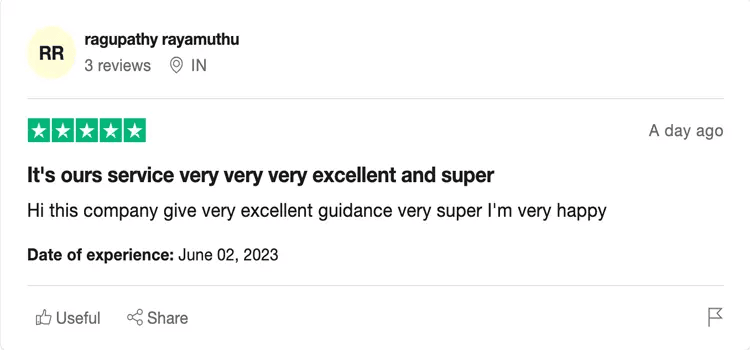 RR
ragupathy rayamuthu
3 reviews IN
A day ago
It's ours service very very very excellent and super
Hi this company give very excellent guidance very super I'm very happy
Date of experience: June 02, 2023
Useful Share